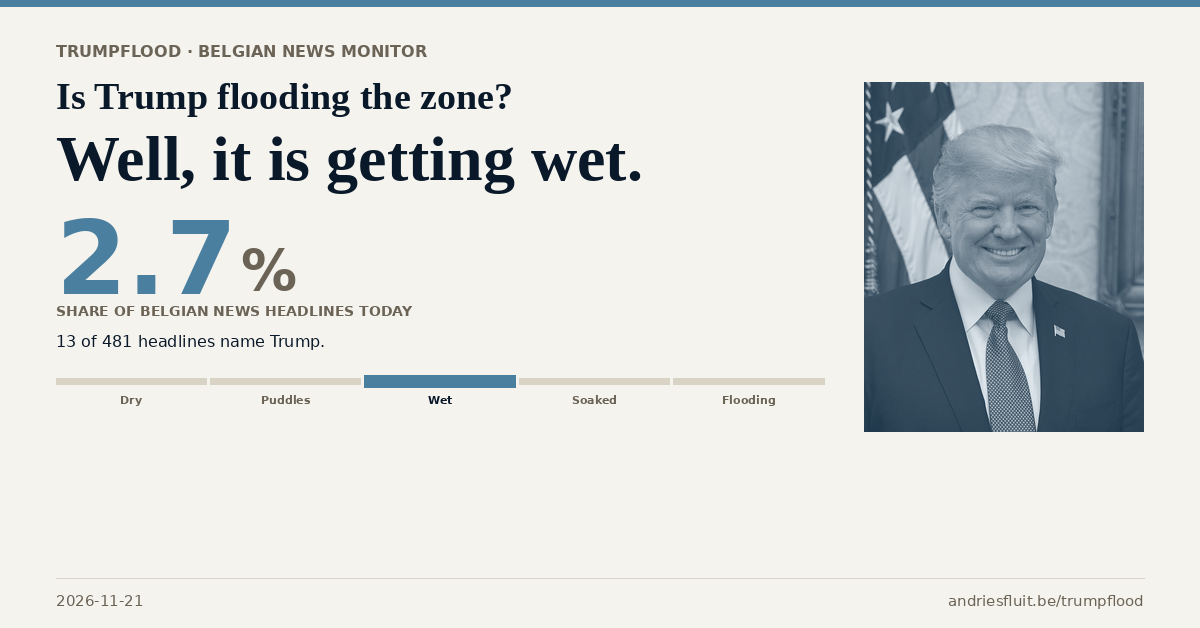 TRUMPFLOOD · BELGIAN NEWS MONITOR
Is Trump flooding the zone?
Well, it is getting wet.
2.7 %
SHARE OF BELGIAN NEWS HEADLINES TODAY
13 of 481 headlines name Trump.
Dry Puddles Wet Soaked Flooding
2026-11-21 andriesfluit.be/trumpflood